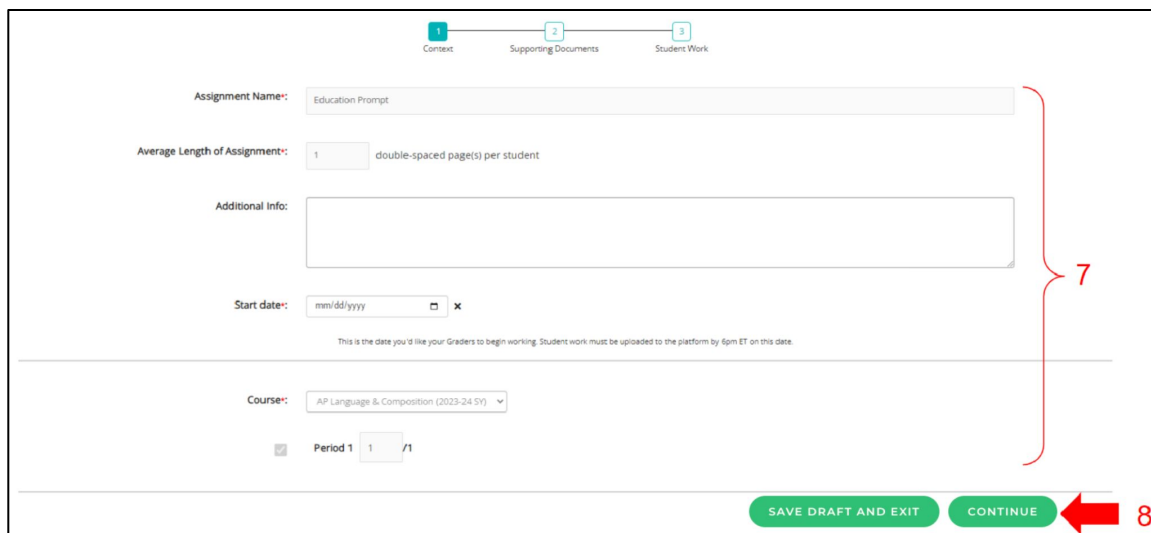 1 2 3
Context Supporting Documents Student Work
Assignment Name*: Education Prompt
Average Length of Assignment*: 1 double-spaced page(s) per student
Additional Info:
7
Start date*: mm/dd/yyyy
This is the date you'd like your Graders to begin working. Student work must be uploaded to the platform by 6pm ET on this date.
Course*: AP Language & Composition (2023-24 SY)
Period 1 1 /1
SAVE DRAFT AND EXIT CONTINUE 8